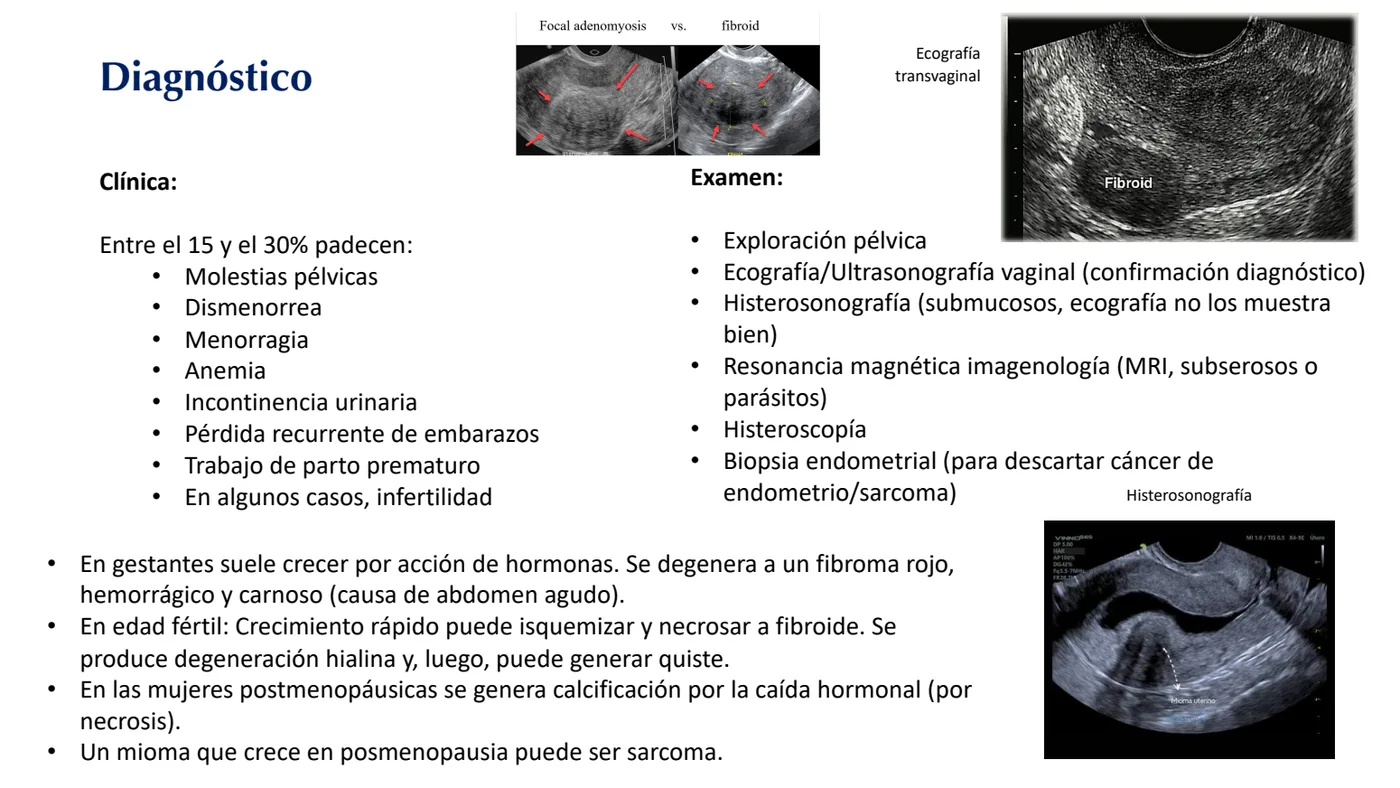 Focal adenomyosis vs. fibroid
Diagnóstico
Ecografía
transvaginal
Fibroid
Clínica:
Entre el 15 y el 30% padecen:
• Molestias pélvicas
• Dismenorrea
• Menorragia
• Anemia
• Incontinencia urinaria
• Pérdida recurrente de embarazos
• Trabajo de parto prematuro
• En algunos casos, infertilidad
Examen:
• Exploración pélvica
• Ecografía/Ultrasonografía vaginal (confirmación diagnóstico)
• Histerosonografía (submucosos, ecografía no los muestra
bien)
• Resonancia magnética imagenología (MRI, subserosos o
parásitos)
• Histeroscopía
• Biopsia endometrial (para descartar cáncer de
endometrio/sarcoma)
Histerosonografía
• En gestantes suele crecer por acción de hormonas. Se degenera a un fibroma rojo,
hemorrágico y carnoso (causa de abdomen agudo).
• En edad fértil: Crecimiento rápido puede isquemizar y necrosar a fibroide. Se
produce degeneración hialina y, luego, puede generar quiste.
• En las mujeres postmenopáusicas se genera calcificación por la caída hormonal (por
necrosis).
• Un mioma que crece en posmenopausia puede ser sarcoma.
Mioma uterino